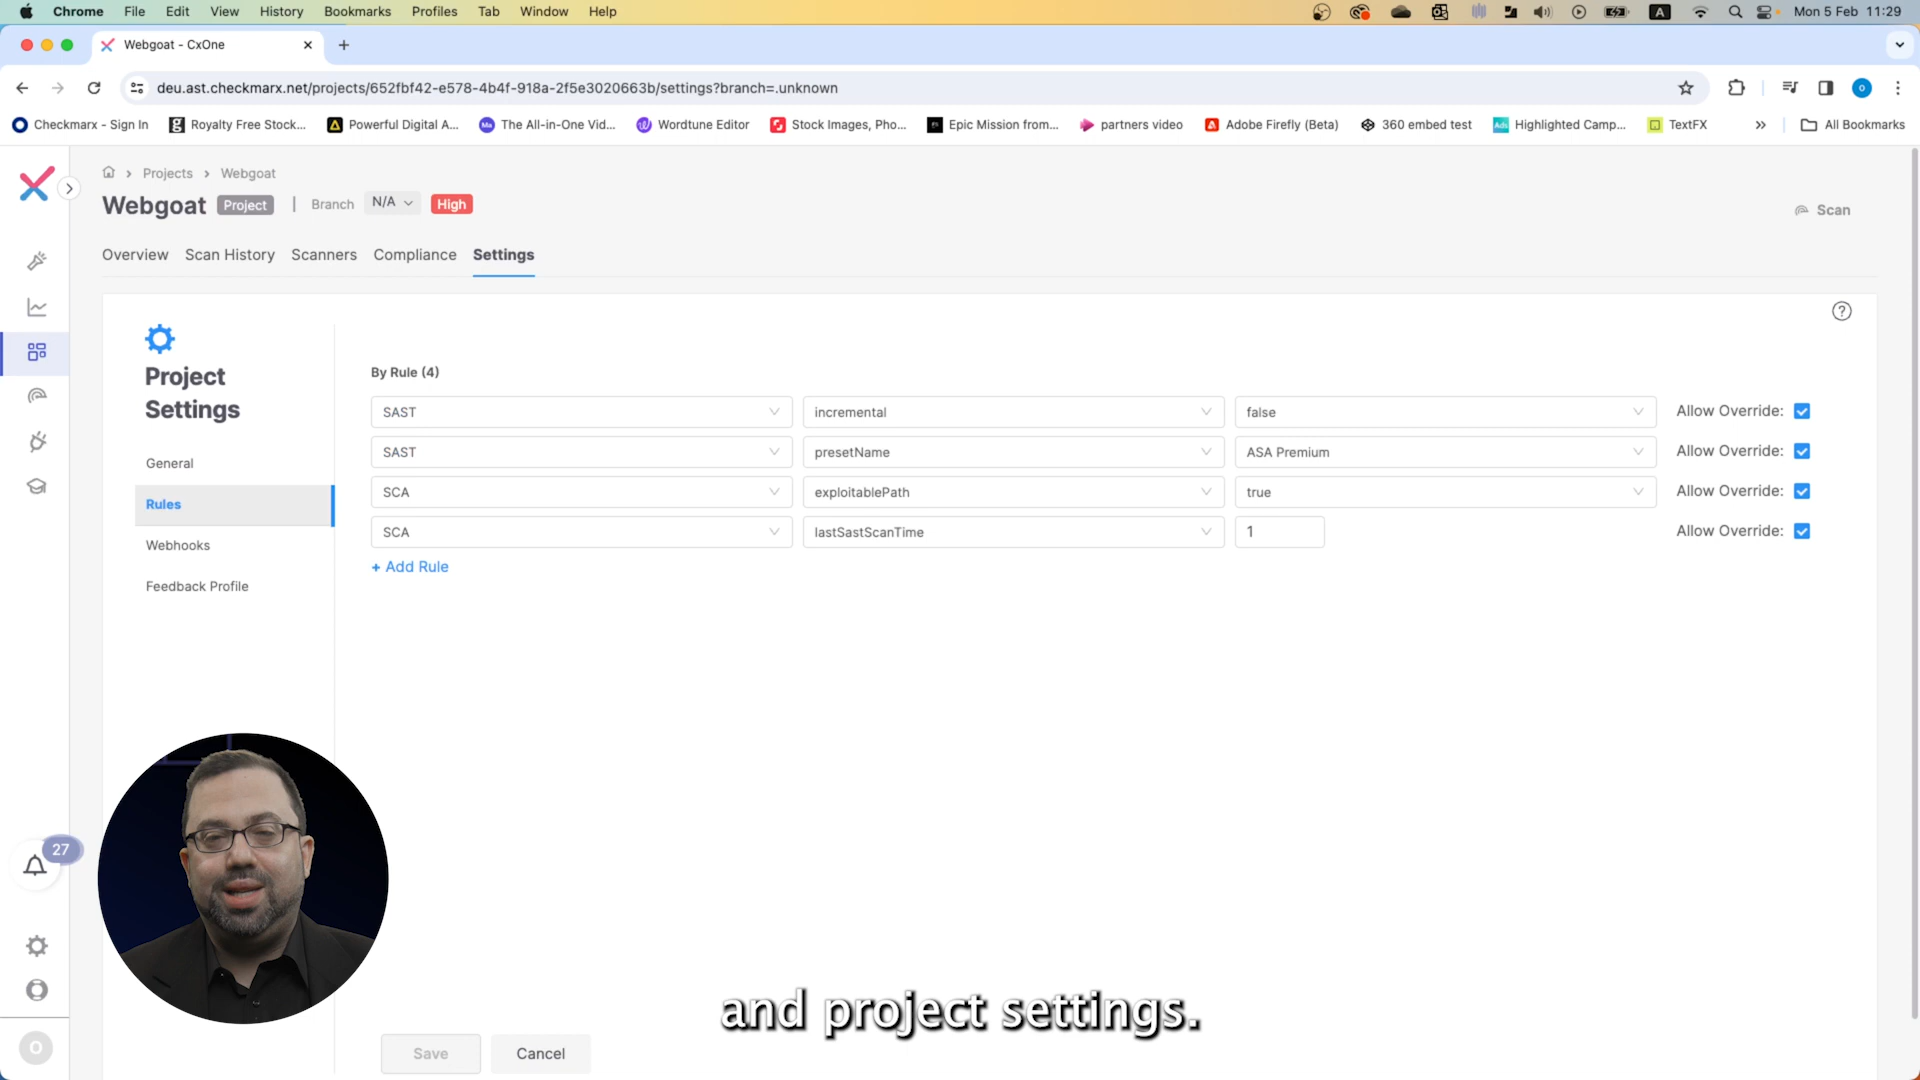 Chrome File Edit View History Bookmarks Profiles Tab Window Help A Mon 5 Feb 11:29
Webgoat - CxOne
deu.ast.checkmarx.net/projects/652fbf42-e578-4b4f-918a-2f5e3020663b/settings?branch=.unknown
Checkmarx - Sign In Royalty Free Stock... Powerful Digital A... The All-in-One Vid... Wordtune Editor Stock Images, Pho... Epic Mission from... partners video Adobe Firefly (Beta) 360 embed test Highlighted Camp... TextFX All Bookmarks
Projects Webgoat
Webgoat Project | Branch N/A High
Scan
Overview Scan History Scanners Compliance Settings
Project
Settings
General
Rules
Webhooks
Feedback Profile
By Rule (4)
SAST incremental false Allow Override:
SAST presetName ASA Premium Allow Override:
SCA exploitablePath true Allow Override:
SCA lastSastScanTime 1 Allow Override:
+ Add Rule
27
O
and project settings.
Save Cancel